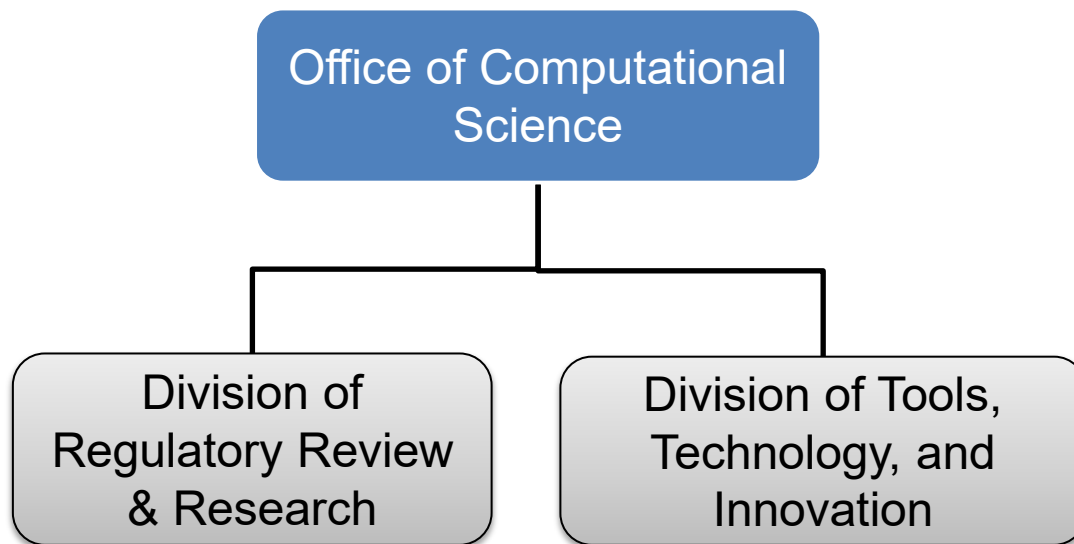 Office of Computational
Science
Division of
Regulatory Review
& Research
Division of Tools,
Technology, and
Innovation